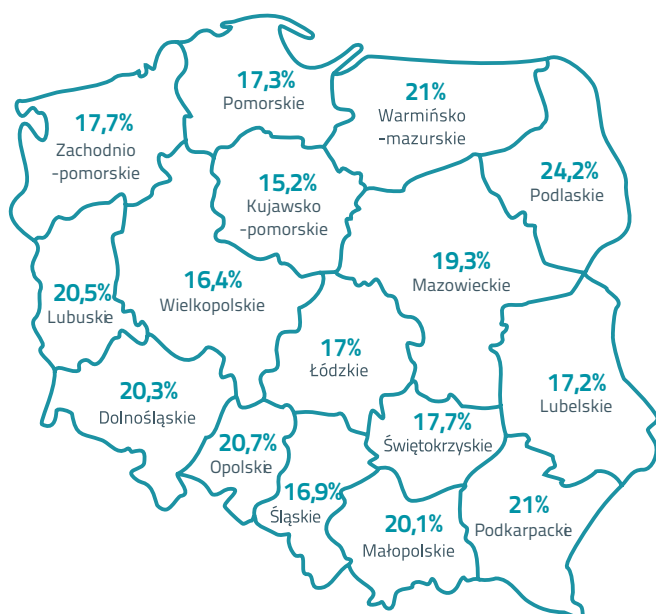 17,3%
Pomorskie
21%
Warmińsko
-mazurskie
17,7%
Zachodnio
-pomorskie
24,2%
Podlaskie
15,2%
Kujawsko
-pomorskie
19,3%
Mazowieckie
16,4%
Wielkopolskie
20,5%
Lubuskie
17%
Łódzkie
20,3%
Dolnośląskie
17,2%
Lubelskie
17,7%
Świętokrzyskie
20,7%
Opolskie
16,9%
Śląskie
20,1%
Małopolskie
21%
Podkarpackie